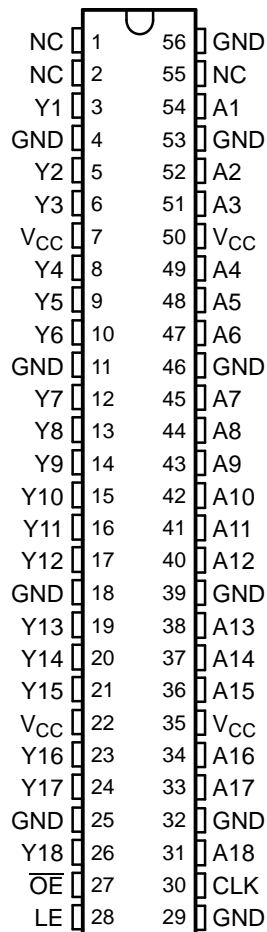 NC 1 56 GND
NC 2 55 NC
Y1 3 54 A1
GND 4 53 GND
Y2 5 52 A2
Y3 6 51 A3
VCC 7 50 VCC
Y4 8 49 A4
Y5 9 48 A5
Y6 10 47 A6
GND 11 46 GND
Y7 12 45 A7
Y8 13 44 A8
Y9 14 43 A9
Y10 15 42 A10
Y11 16 41 A11
Y12 17 40 A12
GND 18 39 GND
Y13 19 38 A13
Y14 20 37 A14
Y15 21 36 A15
VCC 22 35 VCC
Y16 23 34 A16
Y17 24 33 A17
GND 25 32 GND
Y18 26 31 A18
O̅E̅ 27 30 CLK
LE 28 29 GND